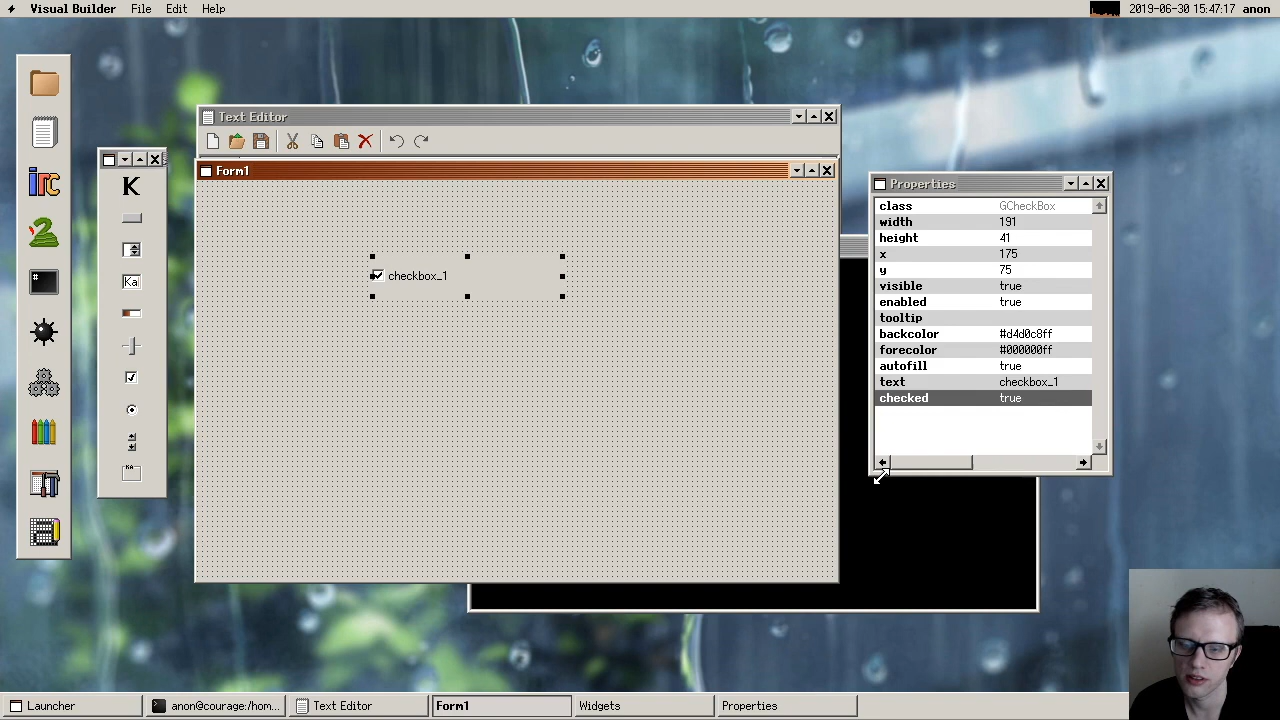 Visual Builder File Edit Help 2019-06-30 15:47:17 anon
Text Editor
irc
K
Ka
Form1
checkbox_1
Properties
class GCheckBox
width 191
height 41
x 175
y 75
visible true
enabled true
tooltip
backcolor #d4d0c8ff
forecolor #000000ff
autofill true
text checkbox_1
checked true
Launcher anon@courage:/hom... Text Editor Form1 Widgets Properties